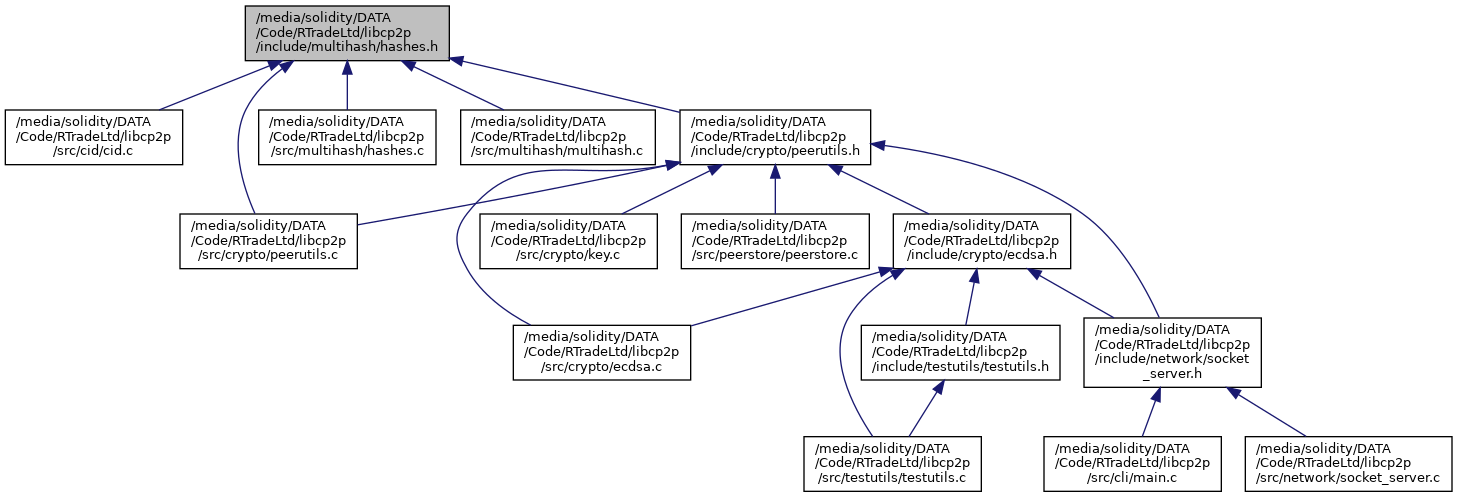 /media/solidity/DATA
/Code/RTradeLtd/libcp2p
/include/multihash/hashes.h
/media/solidity/DATA
/Code/RTradeLtd/libcp2p
/src/cid/cid.c
/media/solidity/DATA
/Code/RTradeLtd/libcp2p
/src/multihash/hashes.c
/media/solidity/DATA
/Code/RTradeLtd/libcp2p
/src/multihash/multihash.c
/media/solidity/DATA
/Code/RTradeLtd/libcp2p
/include/crypto/peerutils.h
/media/solidity/DATA
/Code/RTradeLtd/libcp2p
/src/crypto/peerutils.c
/media/solidity/DATA
/Code/RTradeLtd/libcp2p
/src/crypto/key.c
/media/solidity/DATA
/Code/RTradeLtd/libcp2p
/src/peerstore/peerstore.c
/media/solidity/DATA
/Code/RTradeLtd/libcp2p
/include/crypto/ecdsa.h
/media/solidity/DATA
/Code/RTradeLtd/libcp2p
/src/crypto/ecdsa.c
/media/solidity/DATA
/Code/RTradeLtd/libcp2p
/include/testutils/testutils.h
/media/solidity/DATA
/Code/RTradeLtd/libcp2p
/include/network/socket
_server.h
/media/solidity/DATA
/Code/RTradeLtd/libcp2p
/src/testutils/testutils.c
/media/solidity/DATA
/Code/RTradeLtd/libcp2p
/src/cli/main.c
/media/solidity/DATA
/Code/RTradeLtd/libcp2p
/src/network/socket_server.c